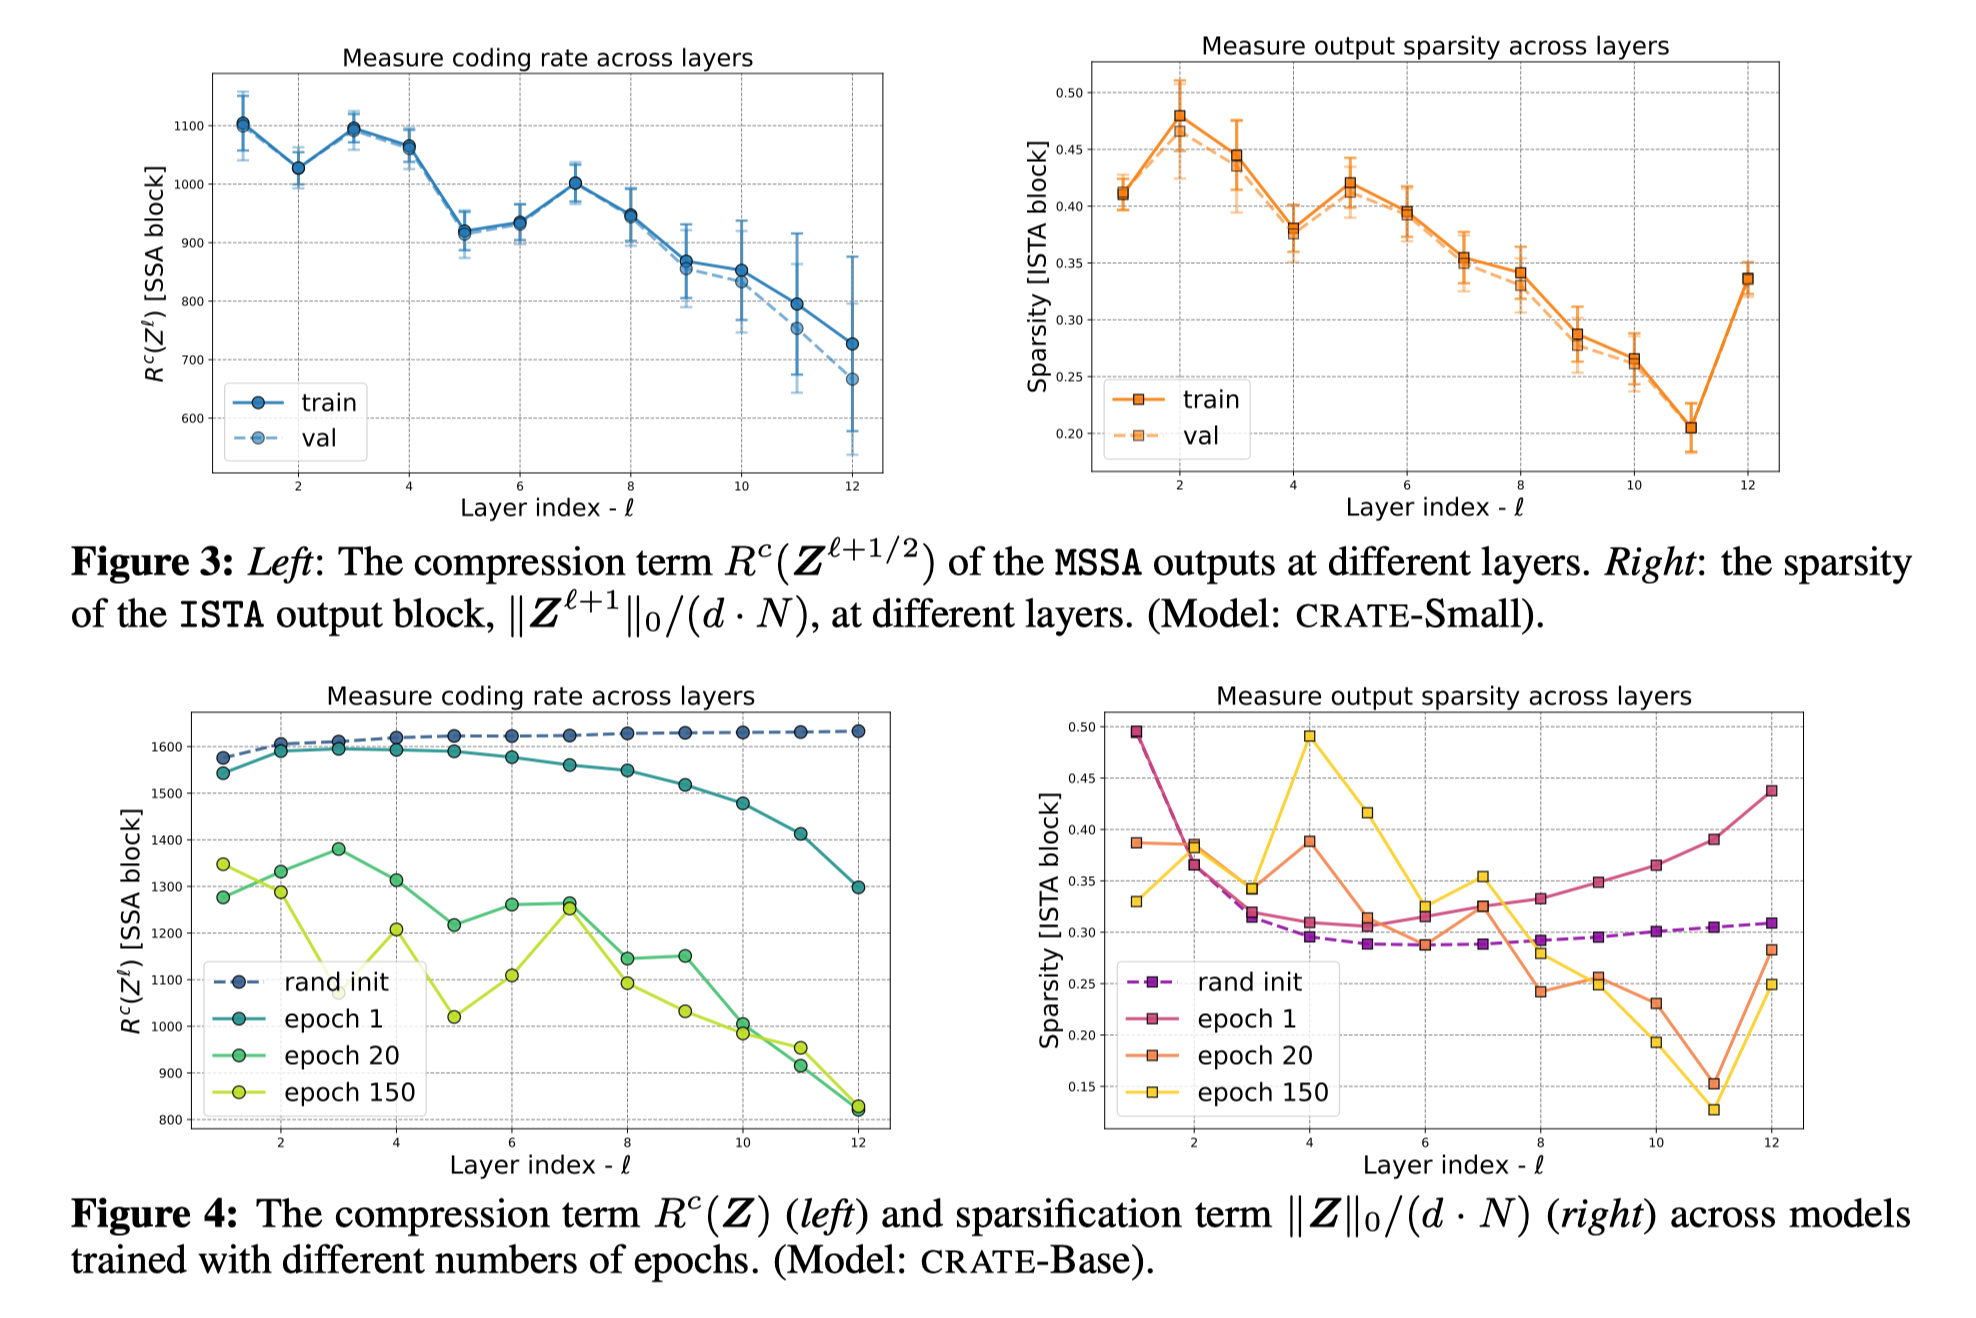 Measure coding rate across layers
R^c(Z^ℓ) [SSA block]
1100
1000
900
800
700
600
train
val
2 4 6 8 10 12
Layer index - ℓ
Measure output sparsity across layers
Sparsity [ISTA block]
0.50
0.45
0.40
0.35
0.30
0.25
0.20
train
val
2 4 6 8 10 12
Layer index - ℓ
Figure 3: Left: The compression term R^c(Z^{ℓ+1/2}) of the MSSA outputs at different layers. Right: the sparsity
of the ISTA output block, ‖Z^{ℓ+1}‖₀/(d · N), at different layers. (Model: CRATE-Small).
Measure coding rate across layers
R^c(Z^ℓ) [SSA block]
1600
1500
1400
1300
1200
1100
1000
900
800
rand init
epoch 1
epoch 20
epoch 150
2 4 6 8 10 12
Layer index - ℓ
Measure output sparsity across layers
Sparsity [ISTA block]
0.50
0.45
0.40
0.35
0.30
0.25
0.20
0.15
rand init
epoch 1
epoch 20
epoch 150
2 4 6 8 10 12
Layer index - ℓ
Figure 4: The compression term R^c(Z) (left) and sparsification term ‖Z‖₀/(d · N) (right) across models
trained with different numbers of epochs. (Model: CRATE-Base).